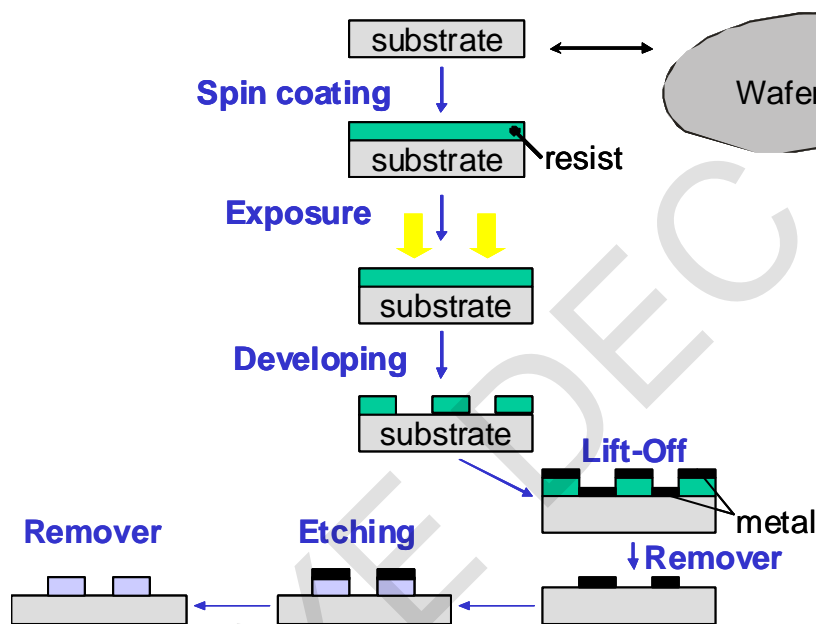 substrate
Wafer
Spin coating
substrate
resist
Exposure
substrate
Developing
substrate
Lift-Off
metal
Remover
Etching
Remover